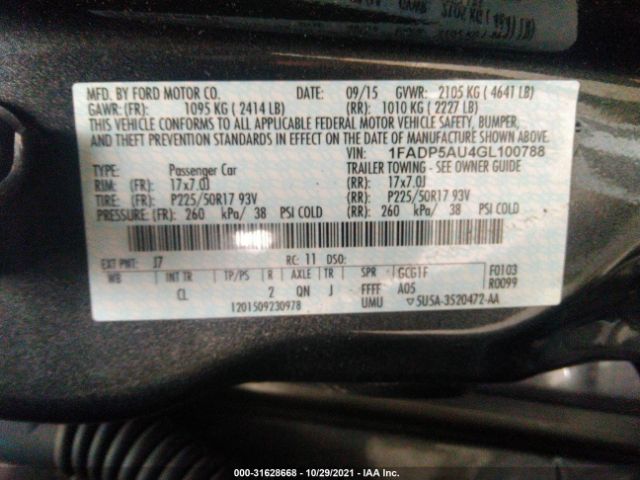 MFD. BY FORD MOTOR CO. DATE: 09/15 GVWR: 2105 KG ( 4641 LB)
GAWR: (FR): 1095 KG ( 2414 LB) (RR): 1010 KG ( 2227 LB)
THIS VEHICLE CONFORMS TO ALL APPLICABLE FEDERAL MOTOR VEHICLE SAFETY, BUMPER,
AND THEFT PREVENTION STANDARDS IN EFFECT ON THE DATE OF MANUFACTURE SHOWN ABOVE.
VIN: 1FADP5AU4GL100788
TYPE: Passenger Car TRAILER TOWING - SEE OWNER GUIDE
RIM: (FR): 17x7.0J (RR): 17x7.0J
TIRE: (FR): P225/50R17 93V (RR): P225/50R17 93V
PRESSURE: (FR): 260 kPa/ 38 PSI COLD (RR): 260 kPa/ 38 PSI COLD
EXT PNT: J7 RC: 11 DSO:
WB INT TR TP/PS R AXLE TR SPR GCG1F F0103
CL 2 QN J FFFF A05 R0099
1201509230978 UMU ▽ 5U5A-3520472-AA
000-31628668 - 10/29/2021 - IAA Inc.